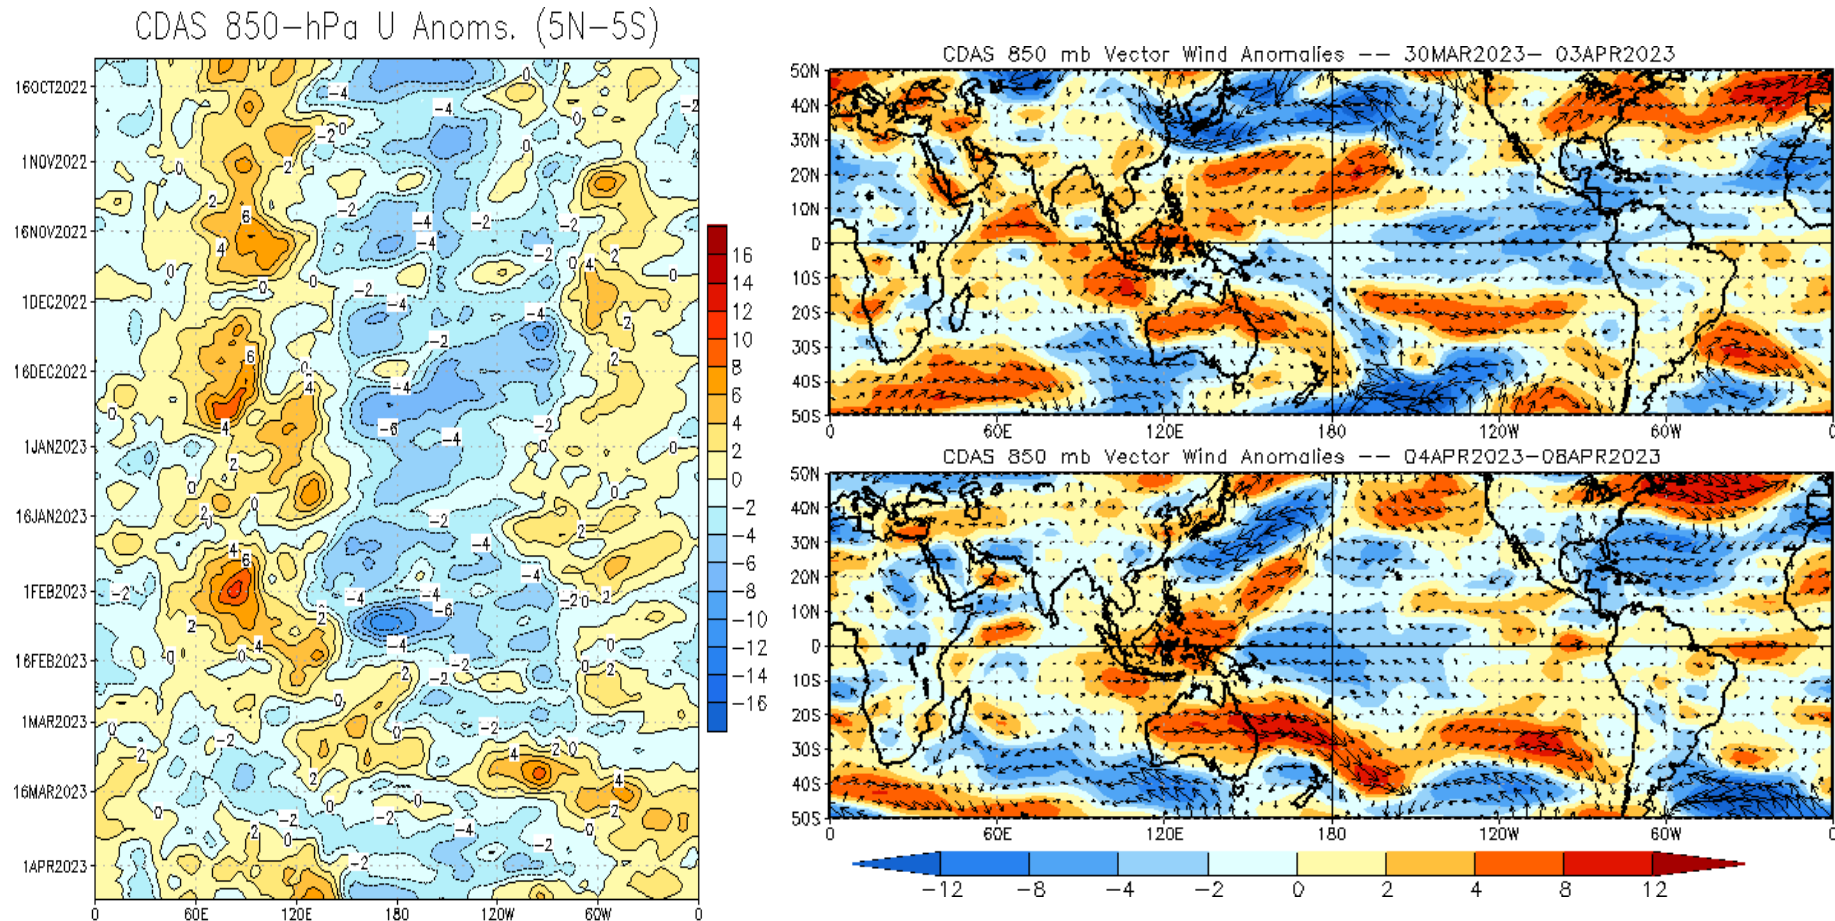 CDAS 850-hPa U Anoms. (5N-5S)
16OCT2022
1NOV2022
16NOV2022
1DEC2022
16DEC2022
1JAN2023
16JAN2023
1FEB2023
16FEB2023
1MAR2023
16MAR2023
1APR2023
0 60E 120E 180 120W 60W 0
16
14
12
10
8
6
4
2
0
-2
-4
-6
-8
-10
-12
-14
-16
CDAS 850 mb Vector Wind Anomalies -- 30MAR2023- 03APR2023
50N
40N
30N
20N
10N
0
10S
20S
30S
40S
50S
0 60E 120E 180 120W 60W 0
CDAS 850 mb Vector Wind Anomalies -- 04APR2023-08APR2023
50N
40N
30N
20N
10N
0
10S
20S
30S
40S
50S
0 60E 120E 180 120W 60W 0
-12 -8 -4 -2 0 2 4 8 12